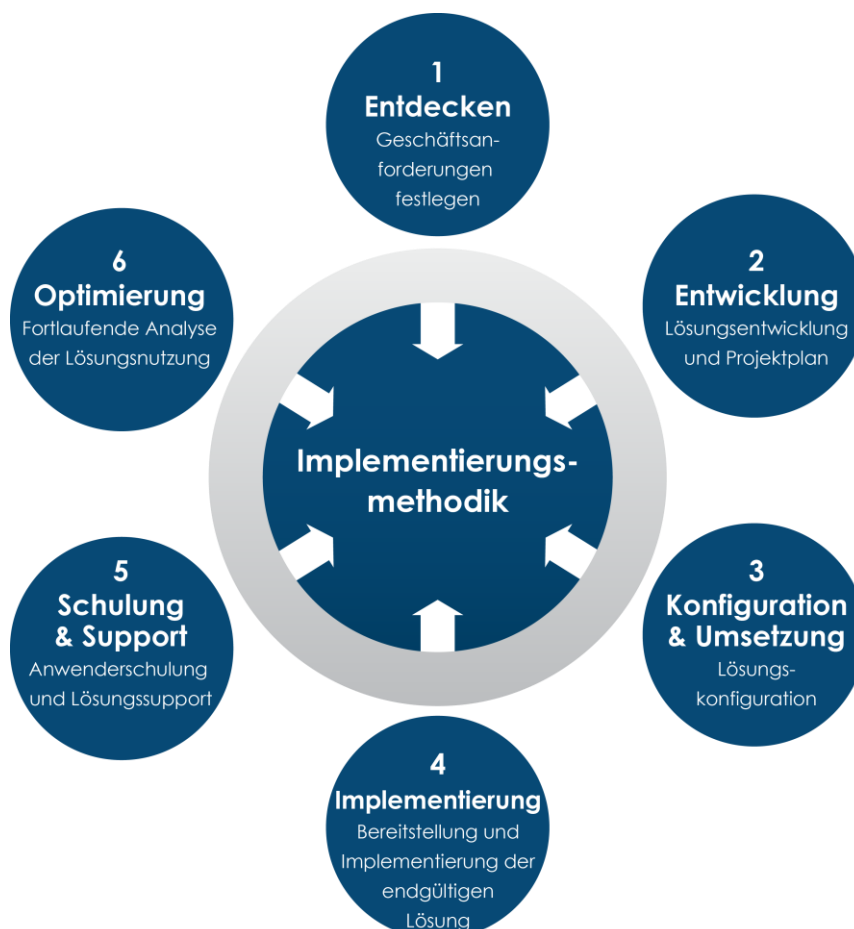 1
Entdecken
Geschäftsan-
forderungen
festlegen
2
Entwicklung
Lösungsentwicklung
und Projektplan
3
Konfiguration
& Umsetzung
Lösungs-
konfiguration
4
Implementierung
Bereitstellung und
Implementierung der
endgültigen
Lösung
5
Schulung
& Support
Anwenderschulung
und Lösungssupport
6
Optimierung
Fortlaufende Analyse
der Lösungsnutzung
Implementierungs-
methodik